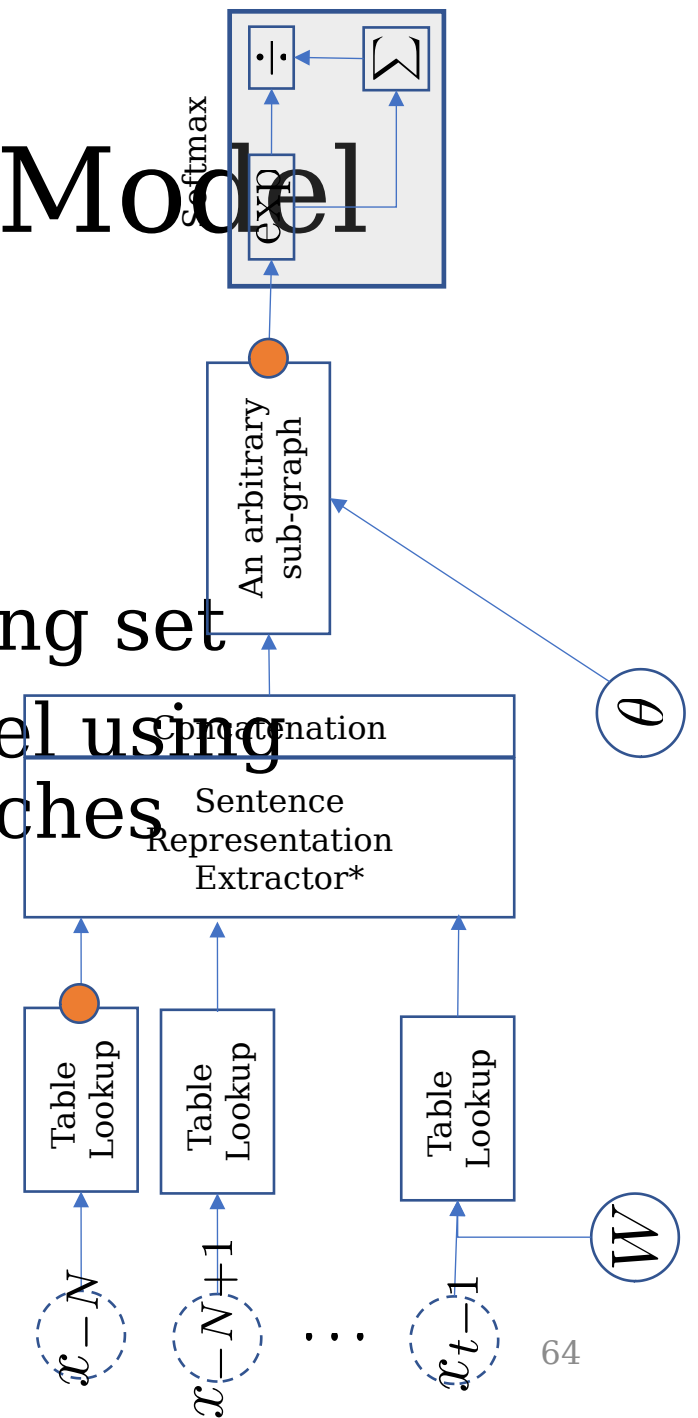 Model
Softmax
÷
Σ
exp
An arbitrary
sub-graph
ng set
θ
Concatenation
el using
Sentence
ches
Representation
Extractor*
Table
Lookup
Table
Lookup
Table
Lookup
W
x−N
x−N+1
...
xt−1
64